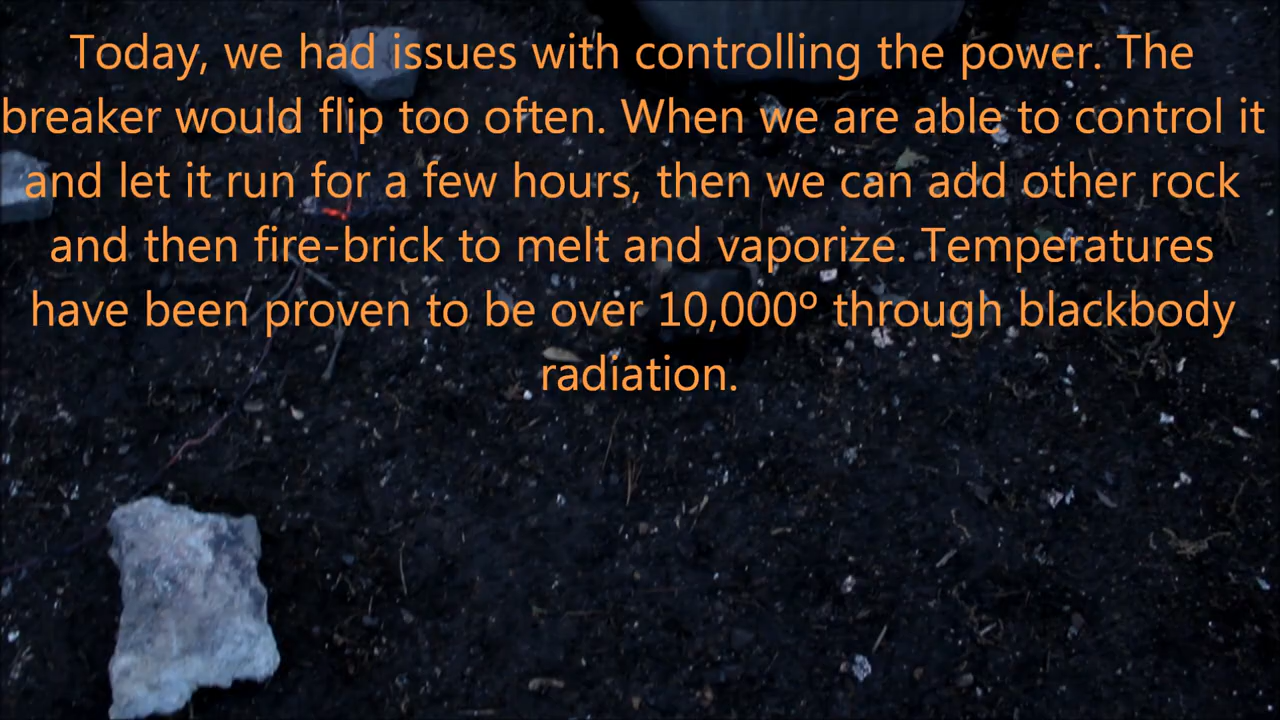 Today, we had issues with controlling the power. The
breaker would flip too often. When we are able to control it
and let it run for a few hours, then we can add other rock
and then fire-brick to melt and vaporize. Temperatures
have been proven to be over 10,000º through blackbody
radiation.